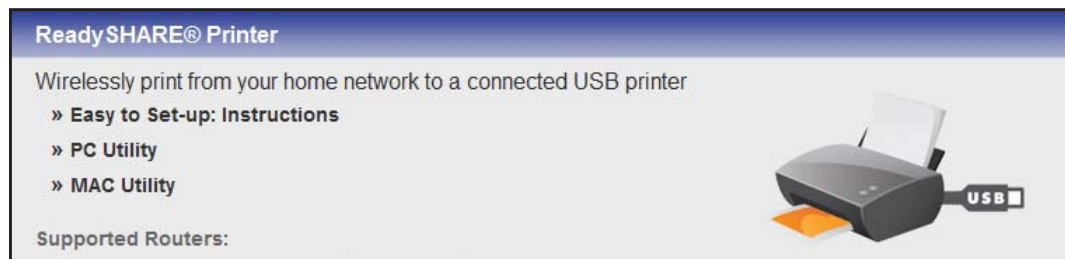 ReadySHARE® Printer
Wirelessly print from your home network to a connected USB printer
» Easy to Set-up: Instructions
» PC Utility
» MAC Utility
USB
Supported Routers: